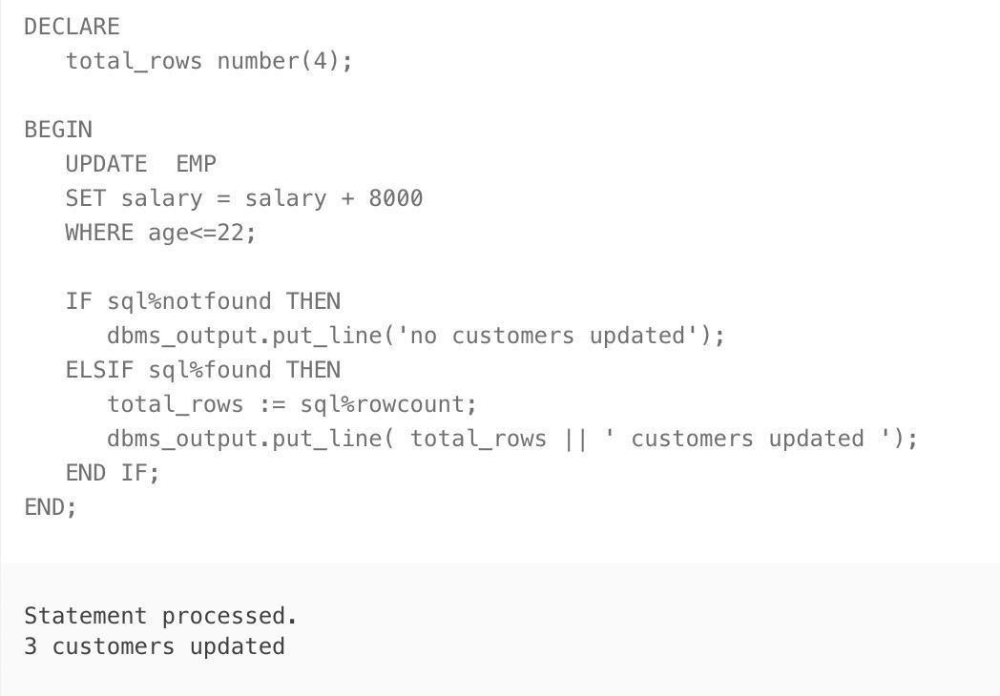 DECLARE
   total_rows number(4);

BEGIN
   UPDATE  EMP
   SET salary = salary + 8000
   WHERE age<=22;

   IF sql%notfound THEN
      dbms_output.put_line('no customers updated');
   ELSIF sql%found THEN
      total_rows := sql%rowcount;
      dbms_output.put_line( total_rows || ' customers updated ');
   END IF;
END;

Statement processed.
3 customers updated